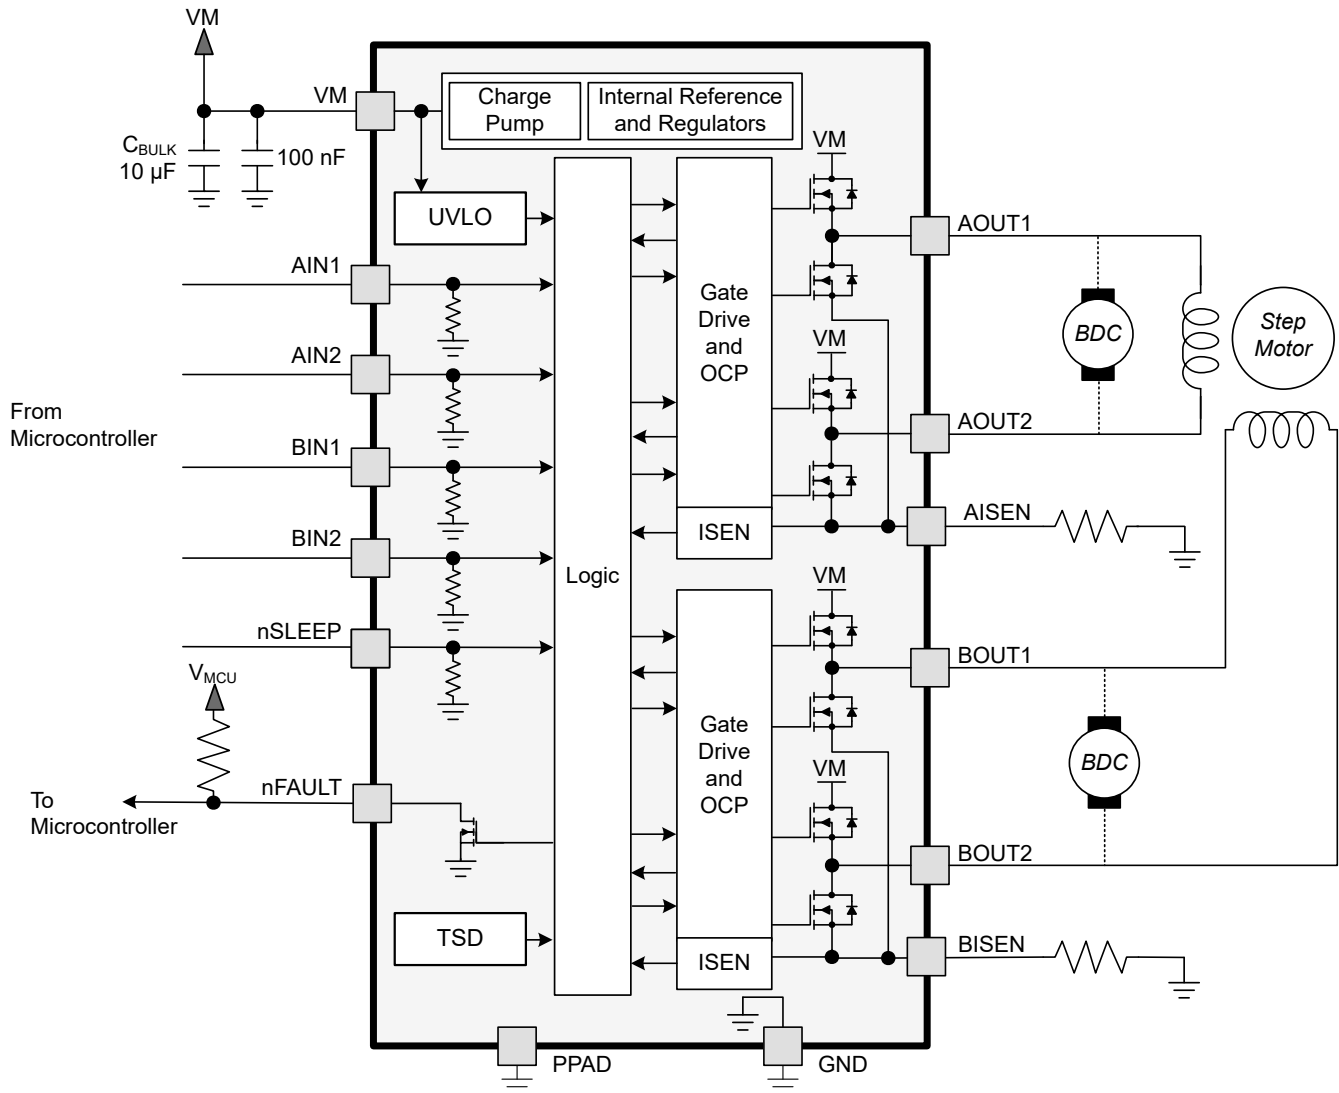 VM
VM
C_BULK
10 µF
100 nF
Charge
Pump
Internal Reference
and Regulators
UVLO
AIN1
AIN2
From
Microcontroller
BIN1
BIN2
nSLEEP
V_MCU
nFAULT
To
Microcontroller
TSD
Logic
Gate
Drive
and
OCP
ISEN
Gate
Drive
and
OCP
ISEN
VM
VM
VM
VM
AOUT1
BDC
Step
Motor
AOUT2
AISEN
BOUT1
BDC
BOUT2
BISEN
PPAD
GND